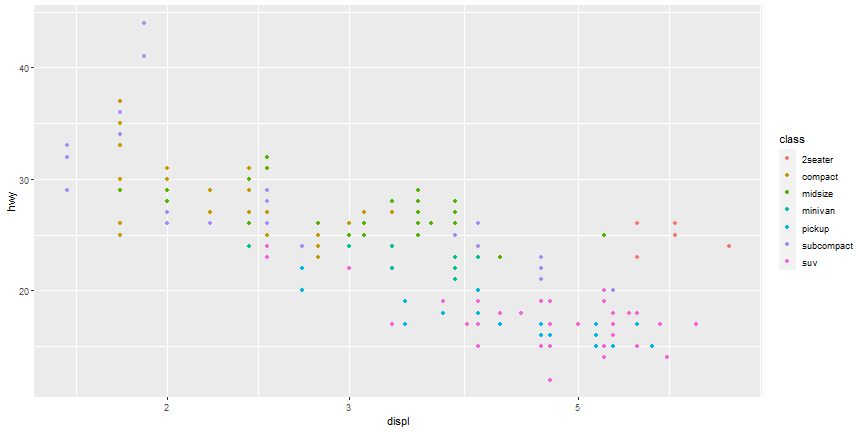 40
30
20
hwy
2
3
5
displ
class
2seater
compact
midsize
minivan
pickup
subcompact
suv